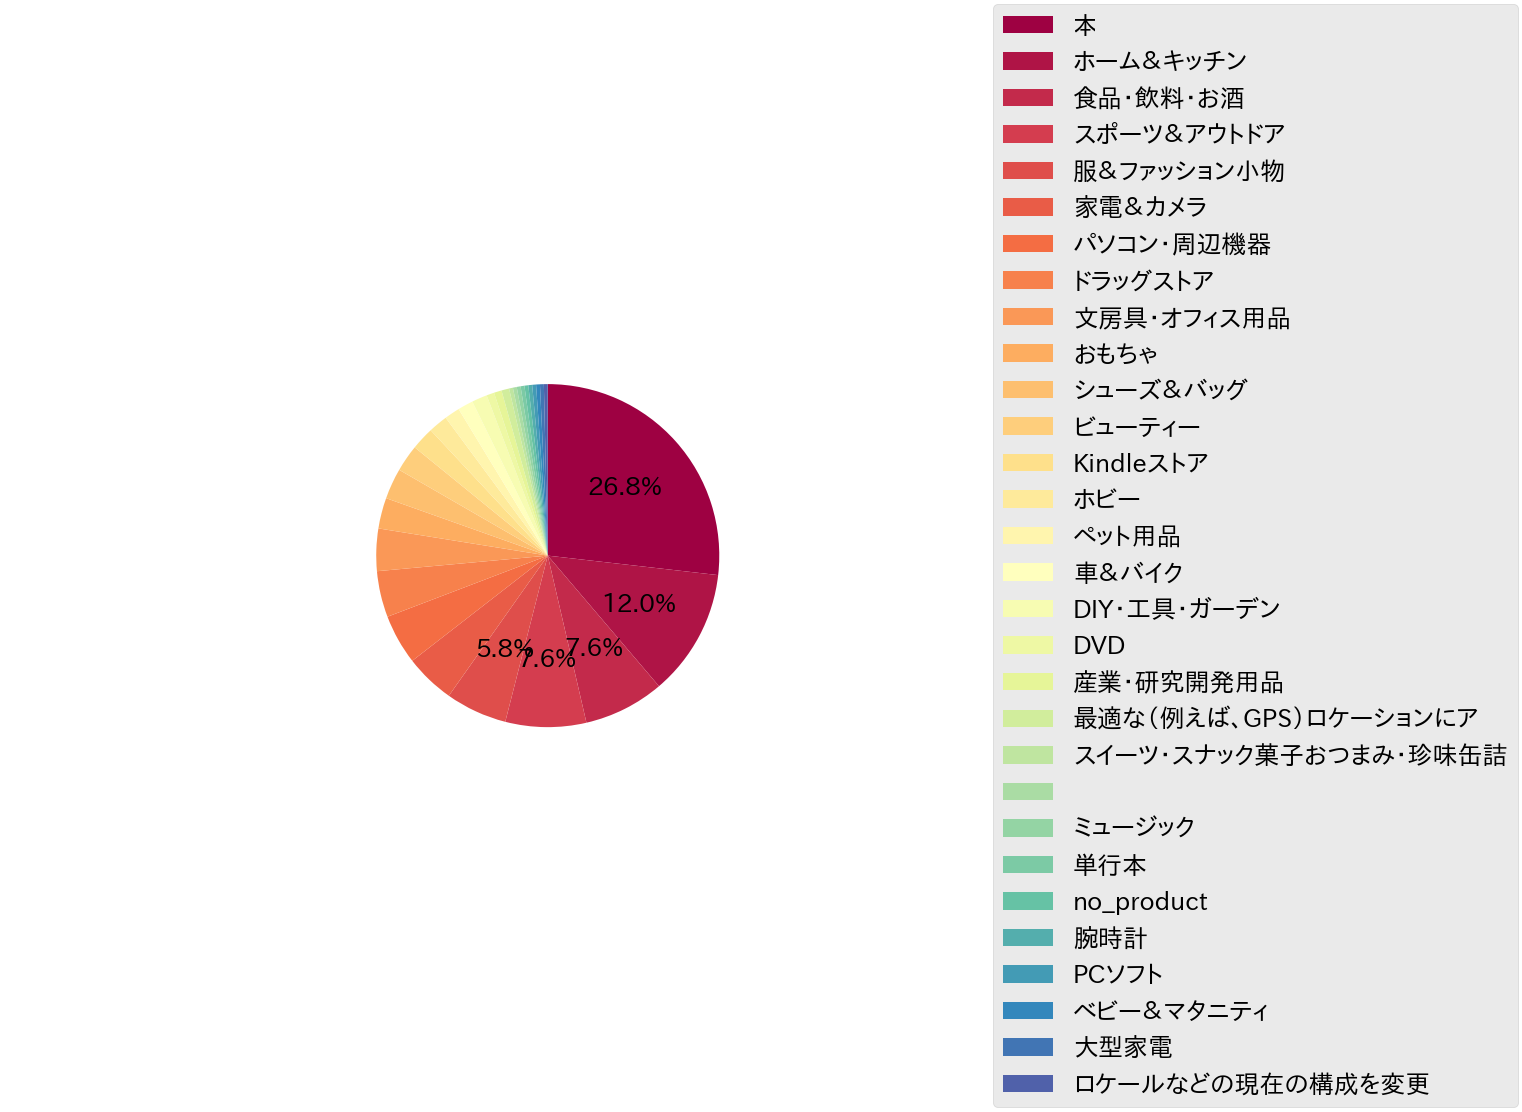 26.8%
12.0%
7.6%
7.6%
5.8%
本
ホーム＆キッチン
食品・飲料・お酒
スポーツ＆アウトドア
服＆ファッション小物
家電＆カメラ
パソコン・周辺機器
ドラッグストア
文房具・オフィス用品
おもちゃ
シューズ＆バッグ
ビューティー
Kindleストア
ホビー
ペット用品
車＆バイク
DIY・工具・ガーデン
DVD
産業・研究開発用品
最適な（例えば、GPS）ロケーションにア
スイーツ・スナック菓子おつまみ・珍味缶詰
ミュージック
単行本
no_product
腕時計
PCソフト
ベビー＆マタニティ
大型家電
ロケールなどの現在の構成を変更